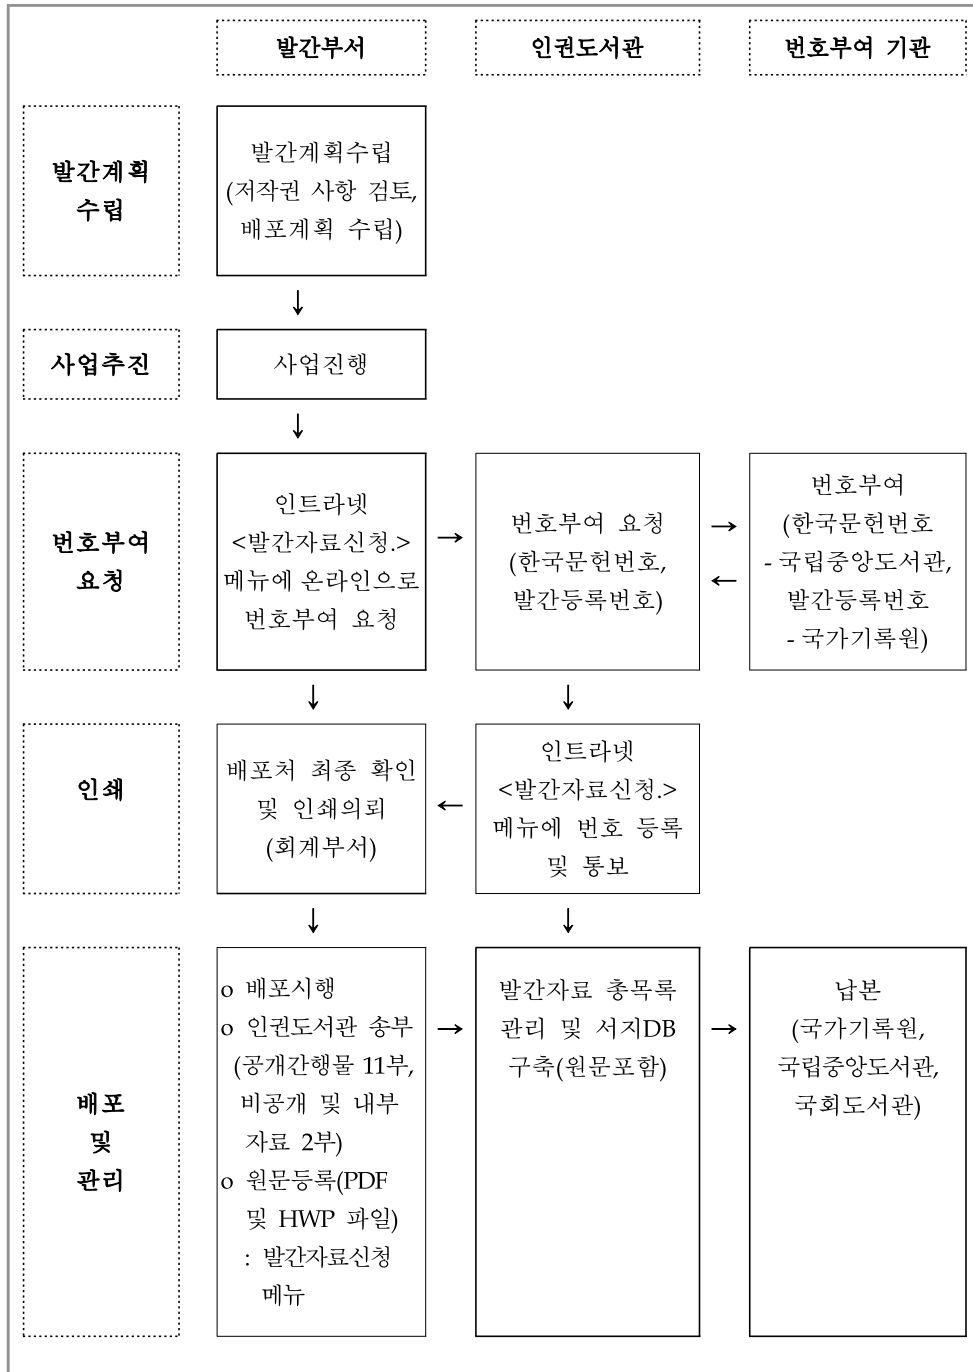 발간부서
인권도서관
번호부여 기관
발간계획
수립
발간계획수립
(저작권 사항 검토,
배포계획 수립)
↓
사업추진
사업진행
↓
번호부여
요청
인트라넷
<발간자료신청.>
메뉴에 온라인으로
번호부여 요청
→
번호부여 요청
(한국문헌번호,
발간등록번호)
→
←
번호부여
(한국문헌번호
- 국립중앙도서관,
발간등록번호
- 국가기록원)
↓
↓
인쇄
배포처 최종 확인
및 인쇄의뢰
(회계부서)
←
인트라넷
<발간자료신청.>
메뉴에 번호 등록
및 통보
↓
↓
배포
및
관리
o 배포시행
o 인권도서관 송부
(공개간행물 11부,
비공개 및 내부
자료 2부)
o 원문등록(PDF
및 HWP 파일)
: 발간자료신청
메뉴
→
발간자료 총목록
관리 및 서지DB
구축(원문포함)
→
납본
(국가기록원,
국립중앙도서관,
국회도서관)